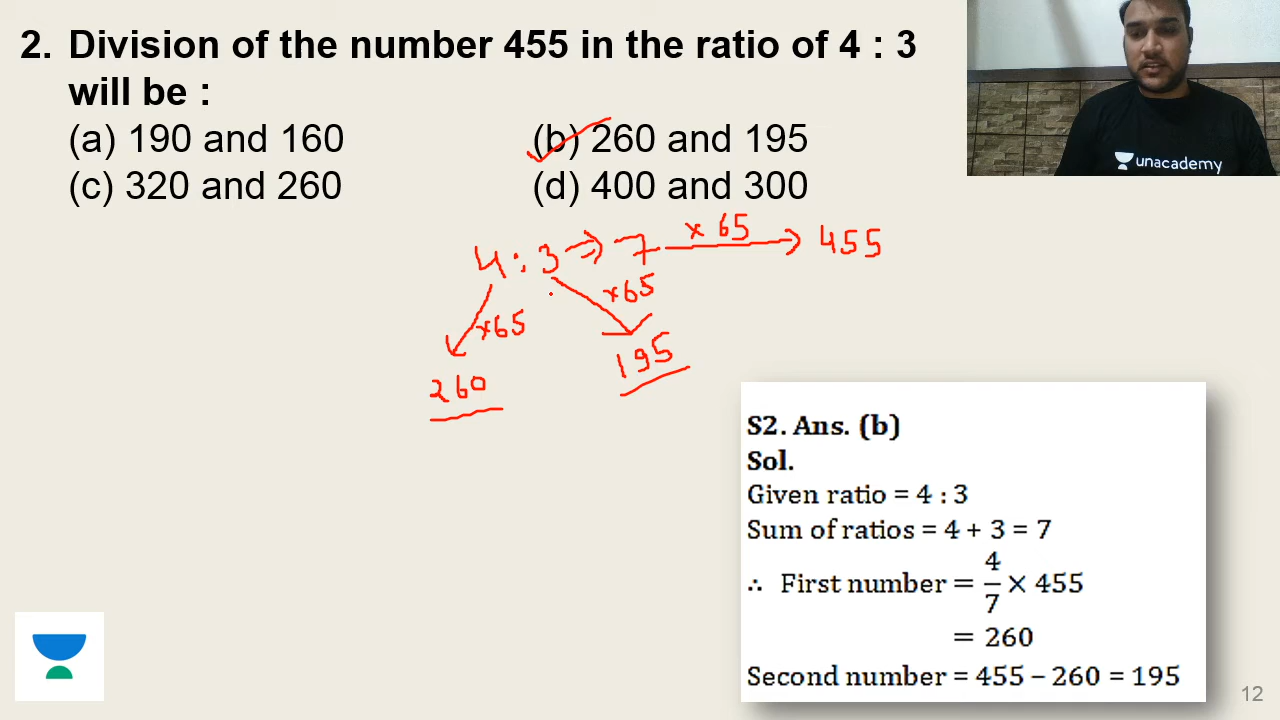 2. Division of the number 455 in the ratio of 4 : 3
will be :
(a) 190 and 160 (b) 260 and 195
(c) 320 and 260 (d) 400 and 300
unacademy
4 : 3 ⇒ 7 × 65 → 455
×65 ×65
260 195
S2. Ans. (b)
Sol.
Given ratio = 4 : 3
Sum of ratios = 4 + 3 = 7
∴ First number = 4/7 × 455
= 260
Second number = 455 – 260 = 195
12